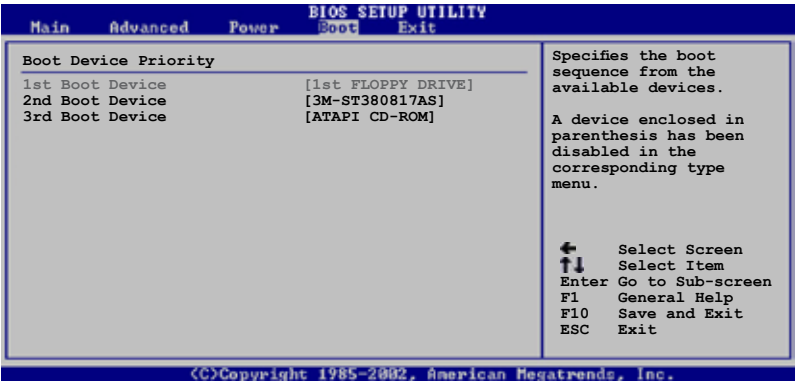 BIOS SETUP UTILITY
Main Advanced Power Boot Exit
Boot Device Priority
1st Boot Device [1st FLOPPY DRIVE]
2nd Boot Device [3M-ST380817AS]
3rd Boot Device [ATAPI CD-ROM]
Specifies the boot
sequence from the
available devices.
A device enclosed in
parenthesis has been
disabled in the
corresponding type
menu.
← Select Screen
↑↓ Select Item
Enter Go to Sub-screen
F1 General Help
F10 Save and Exit
ESC Exit
(C)Copyright 1985-2002, American Megatrends, Inc.